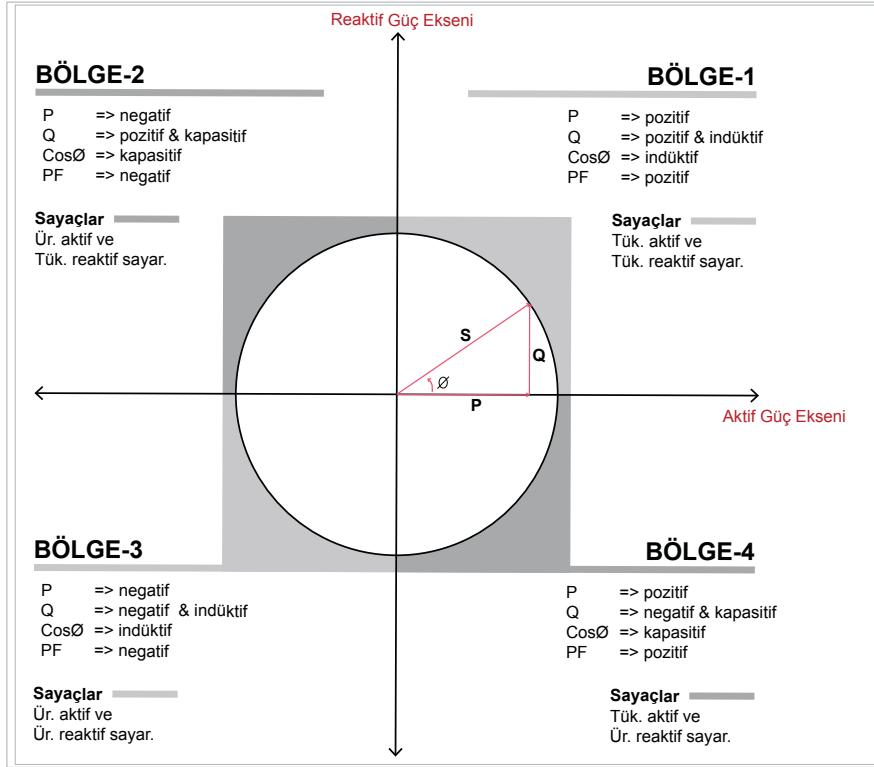 Reaktif Güç Ekseni
BÖLGE-2
P => negatif
Q => pozitif & kapasitif
CosØ => kapasitif
PF => negatif
Sayaçlar
Ür. aktif ve
Tük. reaktif sayar.
BÖLGE-1
P => pozitif
Q => pozitif & indüktif
CosØ => indüktif
PF => pozitif
Sayaçlar
Tük. aktif ve
Tük. reaktif sayar.
S
Q
Ø
P
Aktif Güç Ekseni
BÖLGE-3
P => negatif
Q => negatif & indüktif
CosØ => indüktif
PF => negatif
Sayaçlar
Ür. aktif ve
Ür. reaktif sayar.
BÖLGE-4
P => pozitif
Q => negatif & kapasitif
CosØ => kapasitif
PF => pozitif
Sayaçlar
Tük. aktif ve
Ür. reaktif sayar.